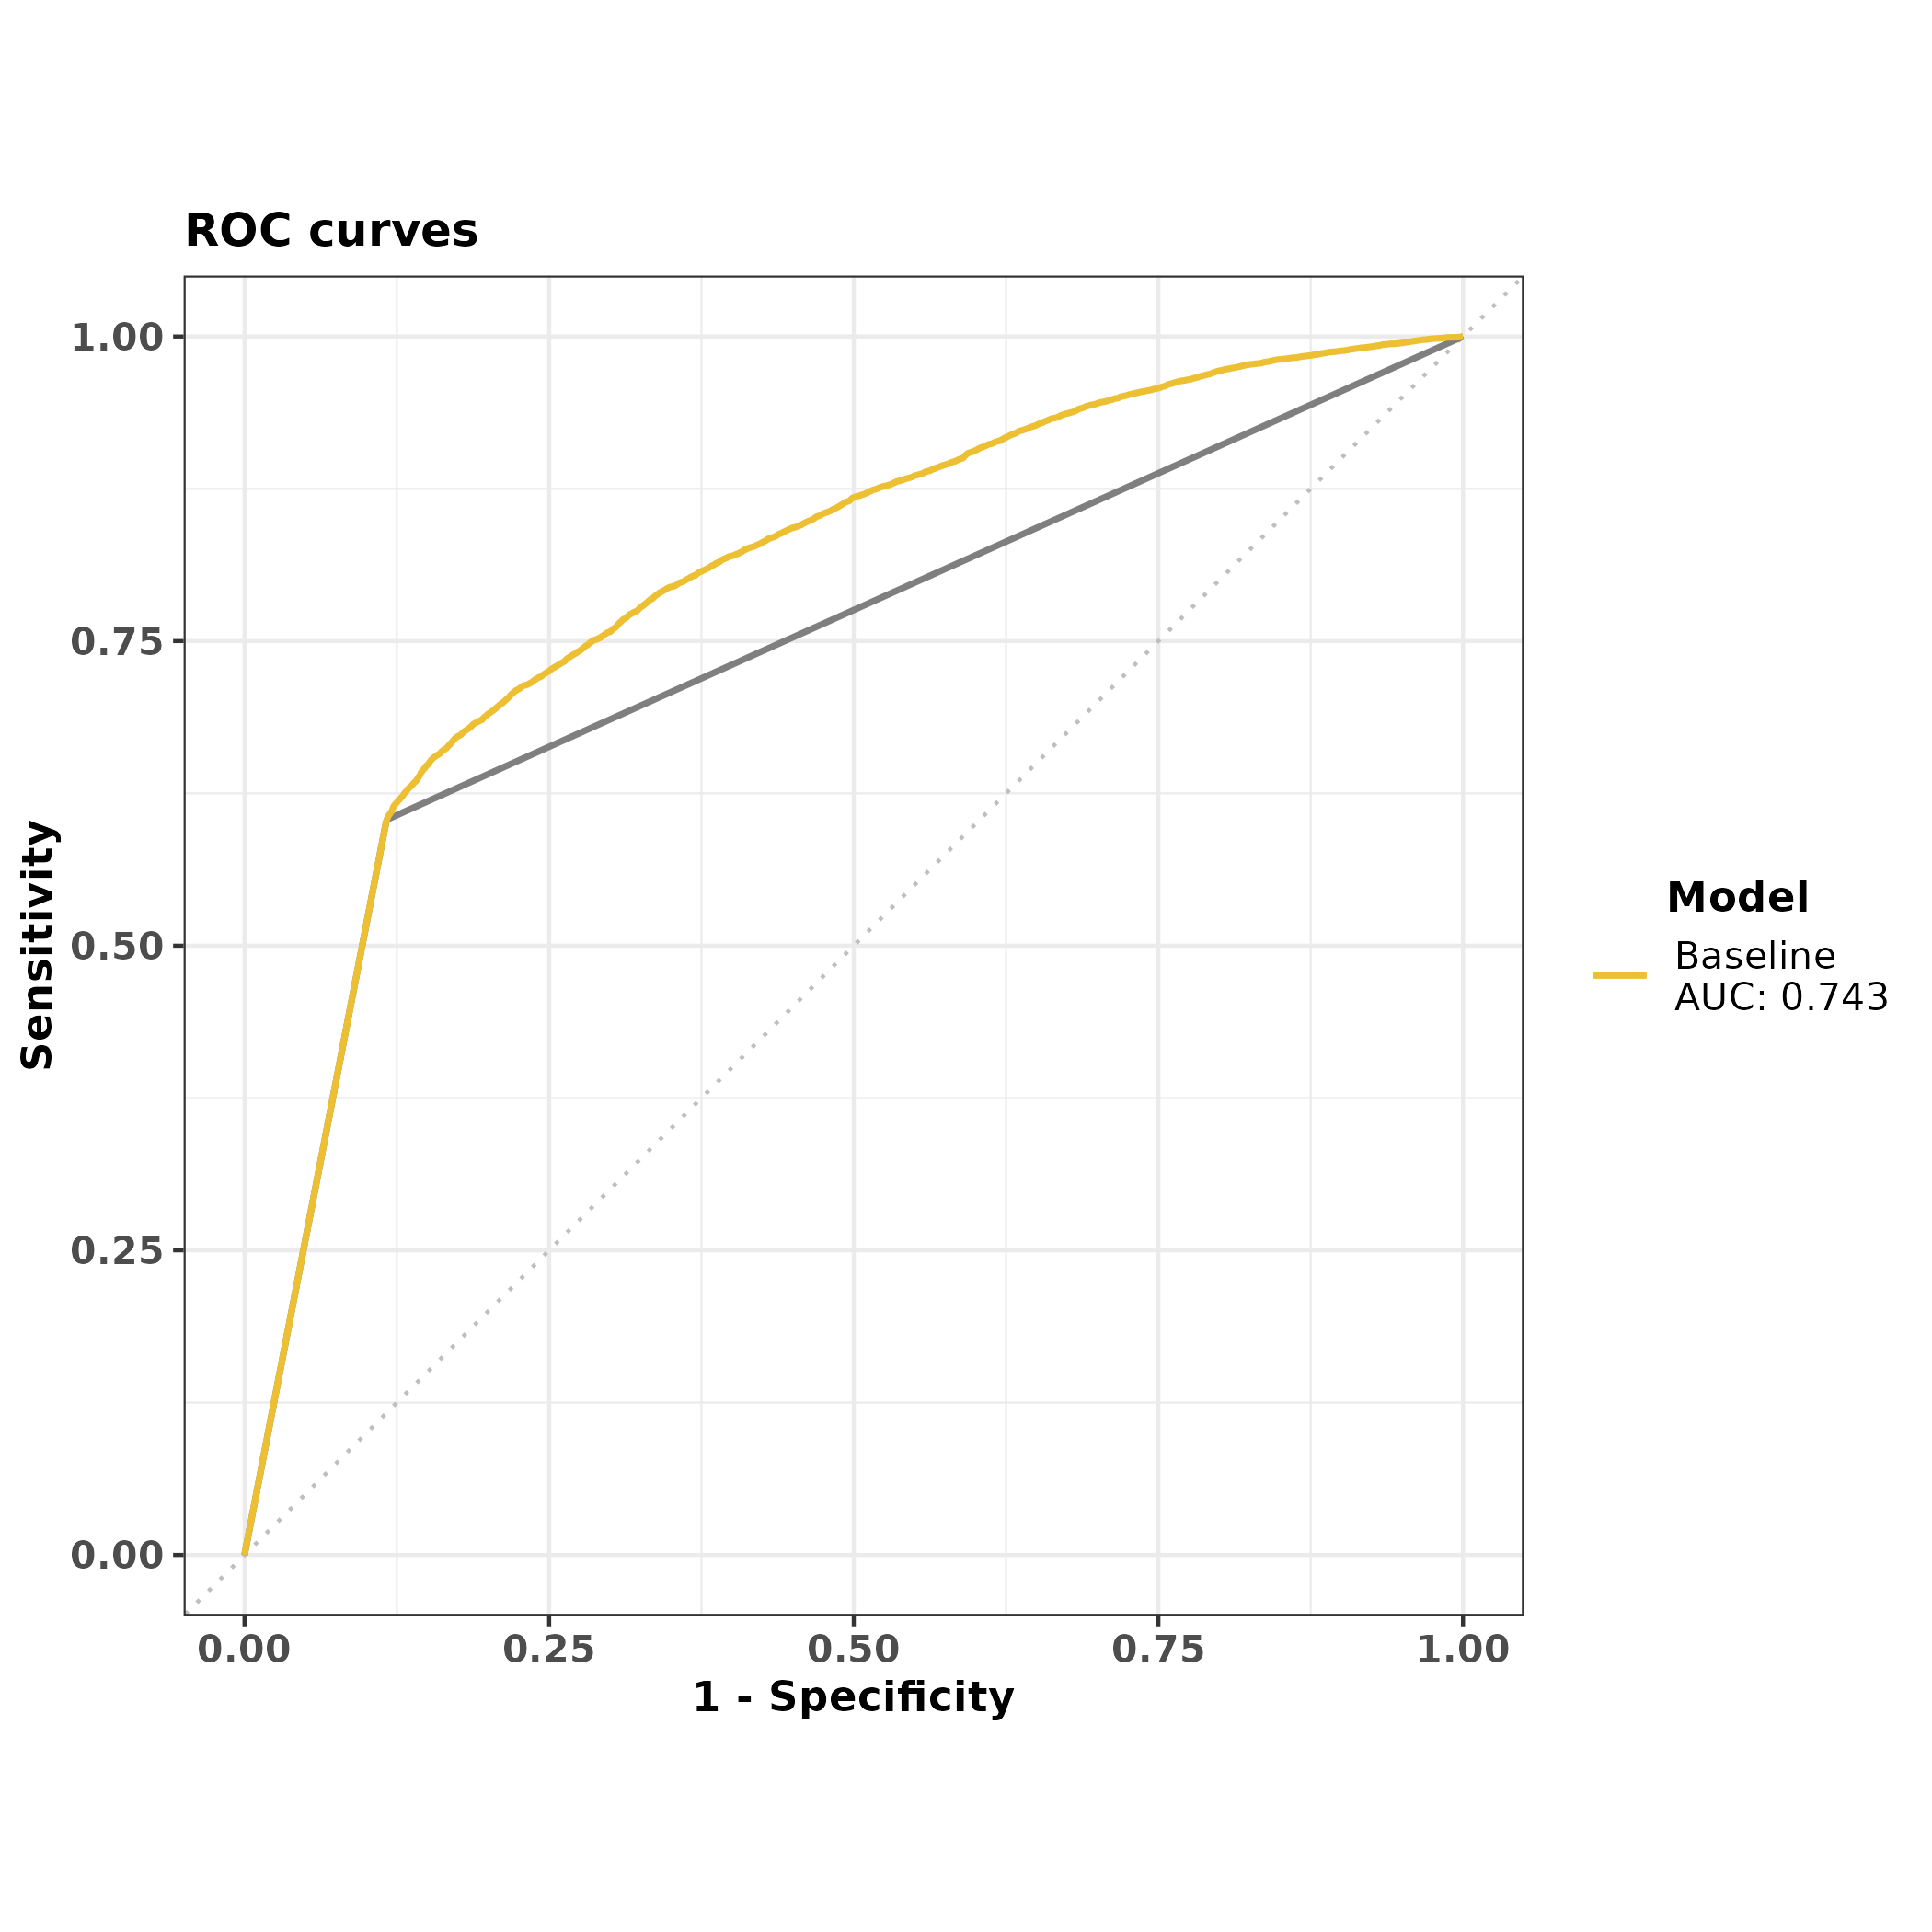 ROC curves
1.00
0.75
0.50
0.25
0.00
Sensitivity
0.00 0.25 0.50 0.75 1.00
1 - Specificity
Model
Baseline
AUC: 0.743